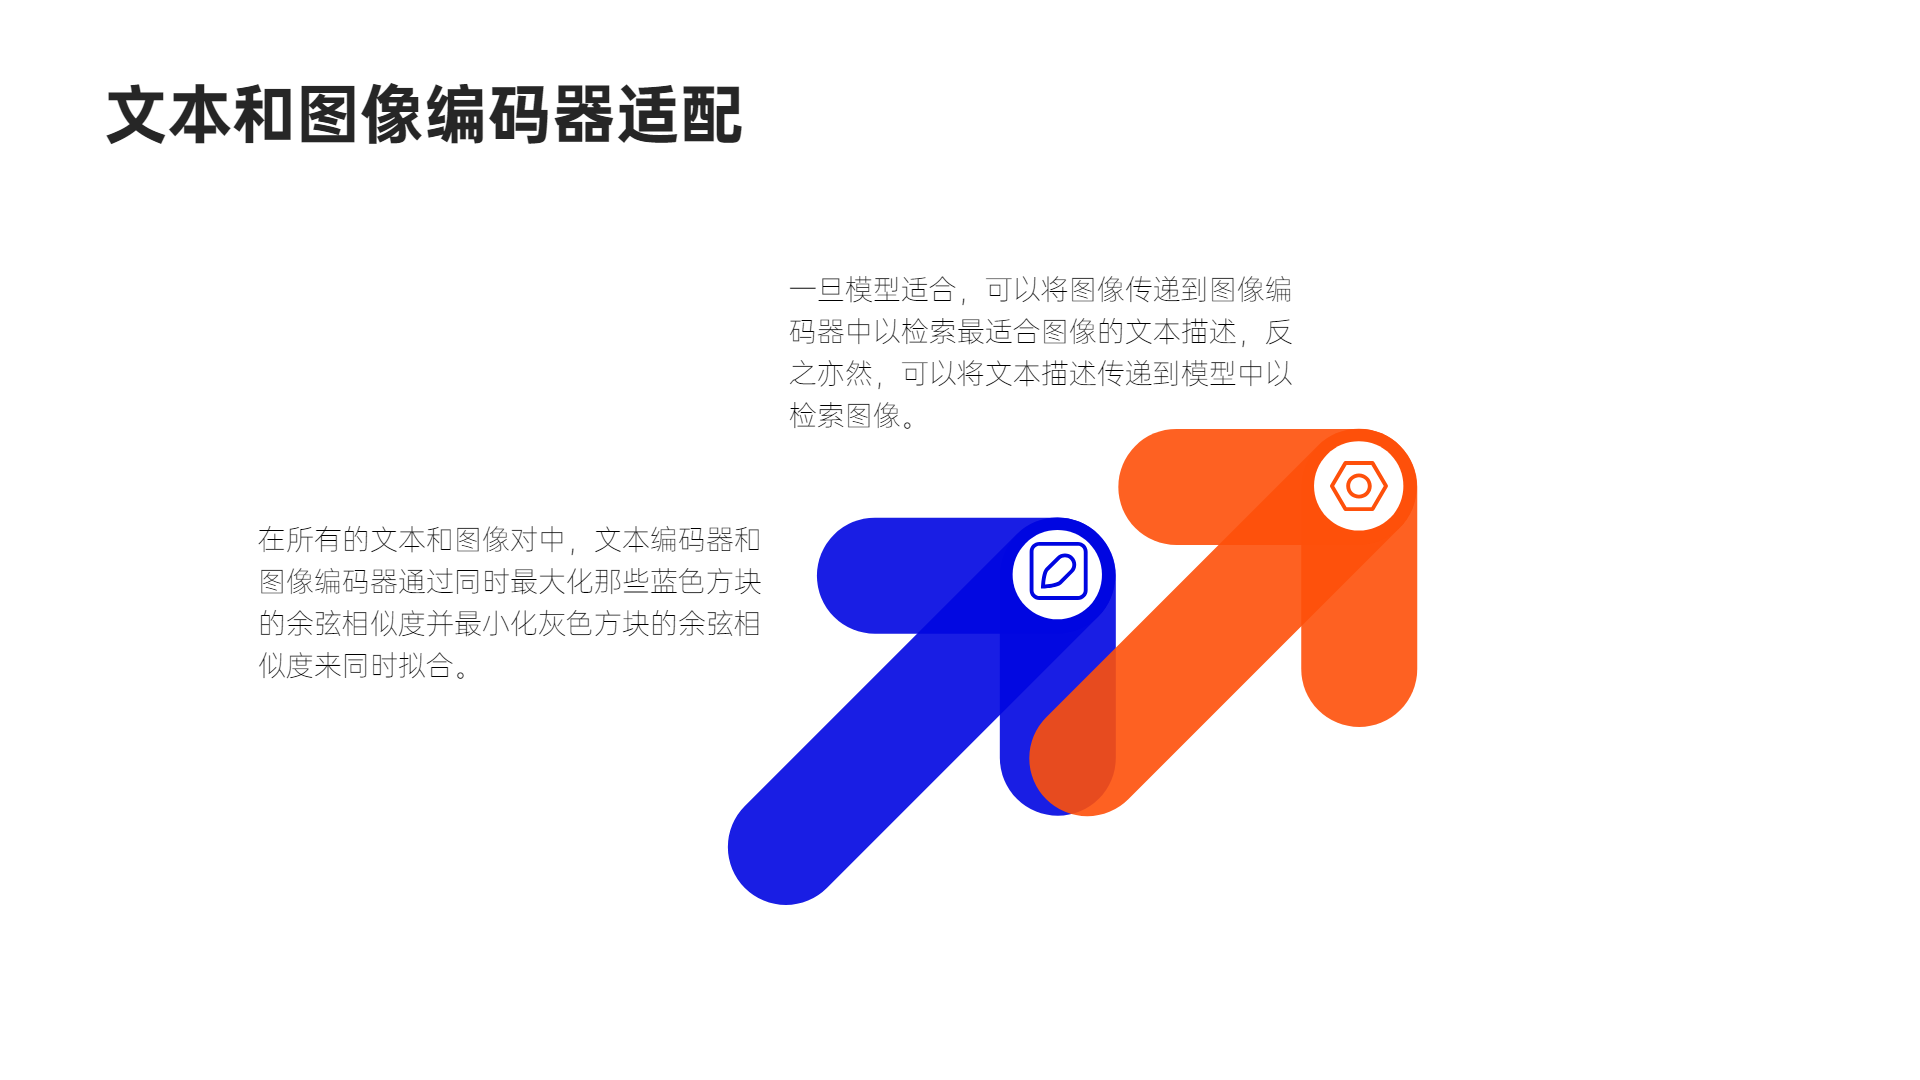 文本和图像编码器适配
一旦模型适合，可以将图像传递到图像编
码器中以检索最适合图像的文本描述，反
之亦然，可以将文本描述传递到模型中以
检索图像。
在所有的文本和图像对中，文本编码器和
图像编码器通过同时最大化那些蓝色方块
的余弦相似度并最小化灰色方块的余弦相
似度来同时拟合。